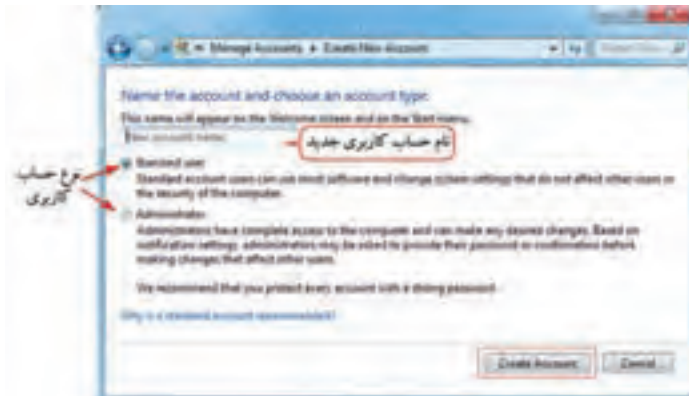 Manage Accounts ▸ Create New Account
Name the account and choose an account type
This name will appear on the Welcome screen and on the Start menu.
New account name
نام حساب کاربری جدید
Standard user
Standard account users can use most software and change system settings that do not affect other users or
the security of the computer.
نوع حساب
کاربری
Administrator
Administrators have complete access to the computer and can make any desired changes. Based on
notification settings, administrators may be asked to provide their password or confirmation before
making changes that affect other users.
We recommend that you protect every account with a strong password.
Why is a standard account recommended?
Create Account
Cancel